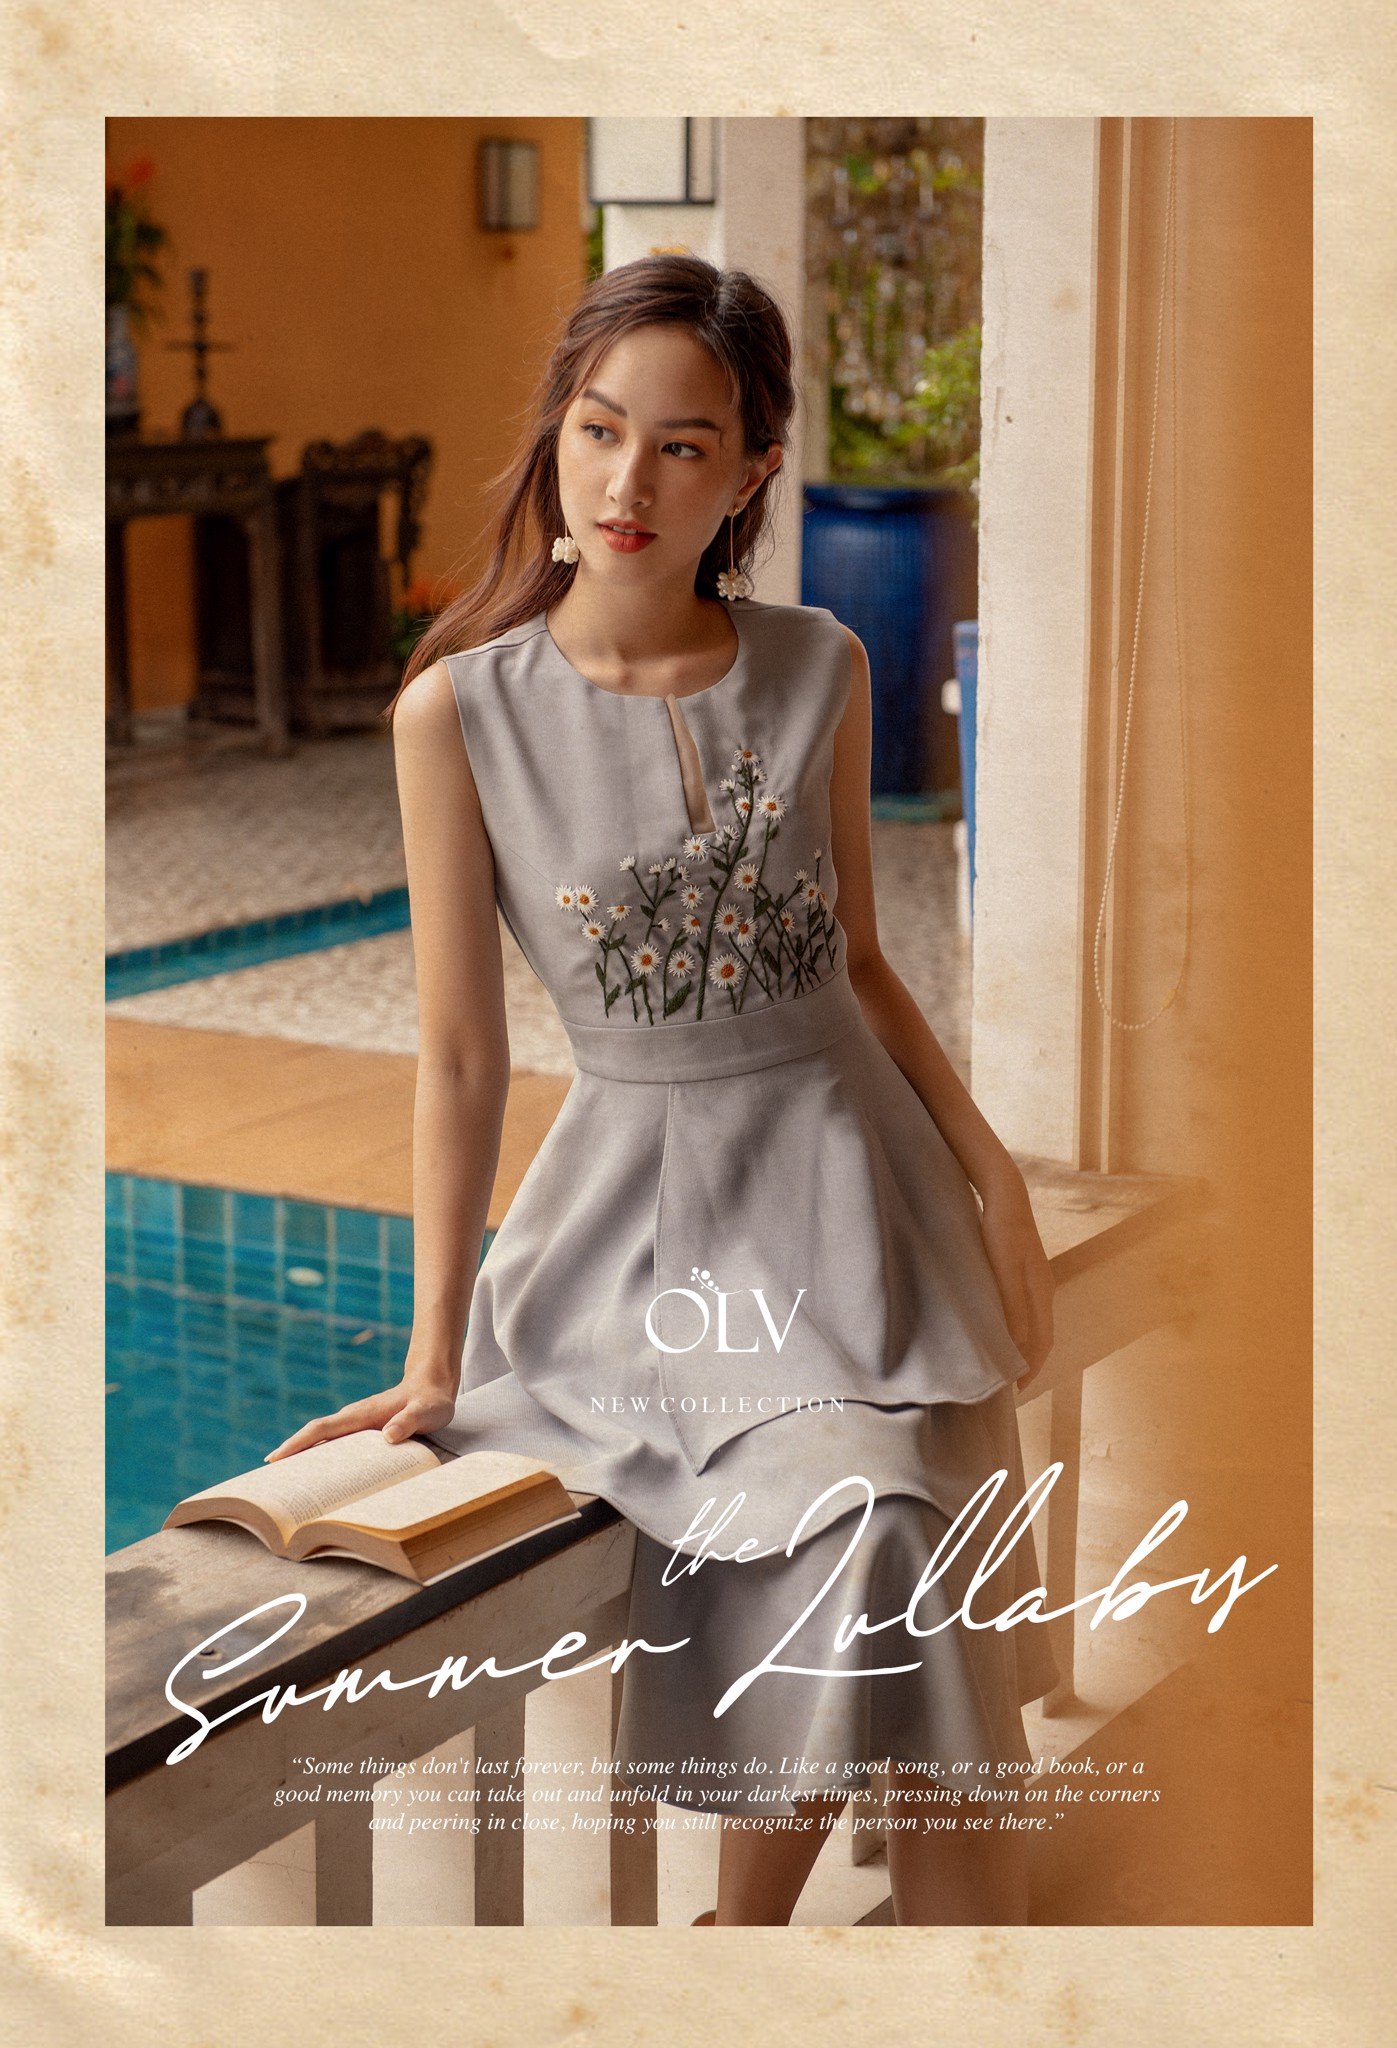 OLV
NEW COLLECTION
the
Summer Lullaby
“Some things don't last forever, but some things do. Like a good song, or a good book, or a
good memory you can take out and unfold in your darkest times, pressing down on the corners
and peering in close, hoping you still recognize the person you see there.”